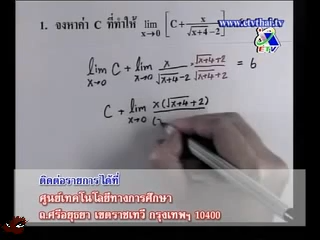 www.etvthai.tv
1. จงหาค่า C ที่ทำให้ lim x→0 [C + x/(√x+4 − 2)]
ETV
lim x→0 C + lim x→0 x/(√x+4 − 2) × (√x+4 + 2)/(√x+4 + 2) = 6
C + lim x→0 x(√x+4 + 2)
ติดต่อรายการได้ที่
ศูนย์เทคโนโลยีทางการศึกษา
ถ.ศรีอยุธยา เขตราชเทวี กรุงเทพฯ 10400